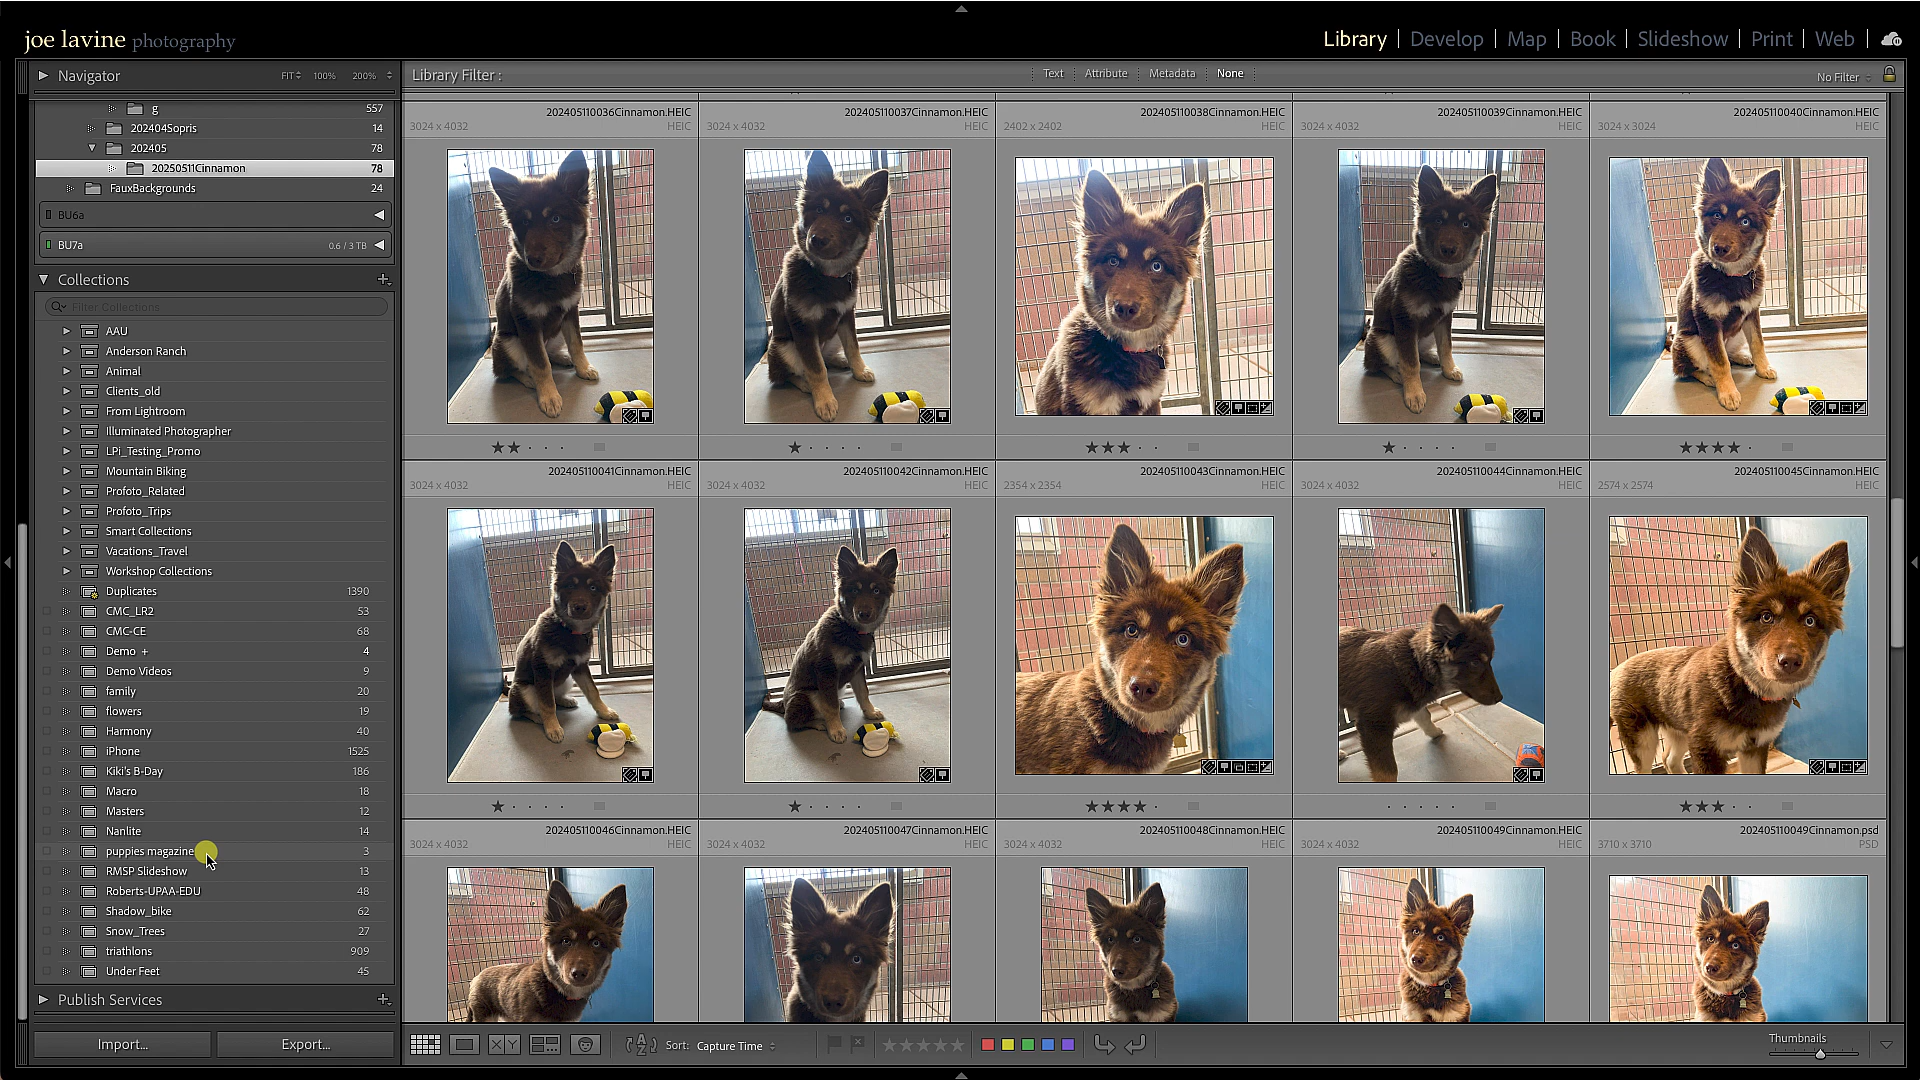 joe lavine photography
Library | Develop | Map | Book | Slideshow | Print | Web |
Navigator FIT 100% 200%
Library Filter : Text Attribute Metadata None No Filter
g 557
202404Sopris 14
202405 78
20250511Cinnamon 78
FauxBackgrounds 24
BU6a
BU7a 0.6 / 3 TB
Collections
Filter Collections
AAU
Anderson Ranch
Animal
Clients_old
From Lightroom
Illuminated Photographer
LPi_Testing_Promo
Mountain Biking
Profoto_Related
Profoto_Trips
Smart Collections
Vacations_Travel
Workshop Collections
Duplicates 1390
CMC_LR2 53
CMC-CE 68
Demo + 4
Demo Videos 9
family 20
flowers 19
Harmony 40
iPhone 1525
Kiki's B-Day 186
Macro 18
Masters 12
Nanlite 14
puppies magazine 3
RMSP Slideshow 13
Roberts-UPAA-EDU 48
Shadow_bike 62
Snow_Trees 27
triathlons 909
Under Feet 45
Publish Services
Import... Export...
202405110036Cinnamon.HEIC
3024 x 4032 HEIC
202405110037Cinnamon.HEIC
3024 x 4032 HEIC
202405110038Cinnamon.HEIC
2402 x 2402 HEIC
202405110039Cinnamon.HEIC
3024 x 4032 HEIC
202405110040Cinnamon.HEIC
3024 x 3024 HEIC
202405110041Cinnamon.HEIC
3024 x 4032 HEIC
202405110042Cinnamon.HEIC
3024 x 4032 HEIC
202405110043Cinnamon.HEIC
2354 x 2354 HEIC
202405110044Cinnamon.HEIC
3024 x 4032 HEIC
202405110045Cinnamon.HEIC
2574 x 2574 HEIC
202405110046Cinnamon.HEIC
3024 x 4032 HEIC
202405110047Cinnamon.HEIC
3024 x 4032 HEIC
202405110048Cinnamon.HEIC
3024 x 4032 HEIC
202405110049Cinnamon.HEIC
3024 x 4032 HEIC
202405110049Cinnamon.psd
3710 x 3710 PSD
X Y A Z Sort: Capture Time Thumbnails